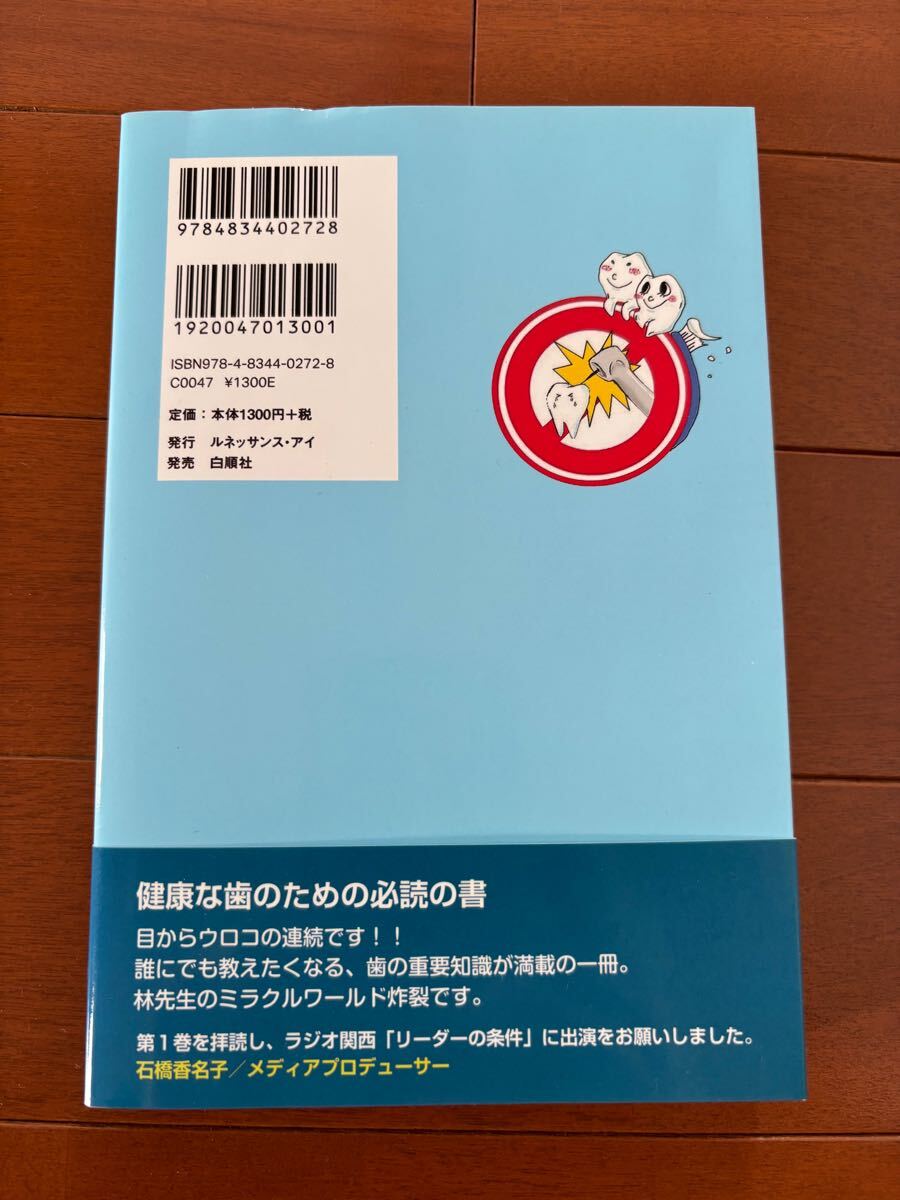 9784834402728
1920047013001
ISBN978-4-8344-0272-8
C0047 ¥1300E
定価：本体1300円+税
発行 ルネッサンス・アイ
発売 白順社
健康な歯のための必読の書
目からウロコの連続です！！
誰にでも教えたくなる、歯の重要知識が満載の一冊。
林先生のミラクルワールド炸裂です。
第１巻を拝読し、ラジオ関西「リーダーの条件」に出演をお願いしました。
石橋香名子／メディアプロデューサー